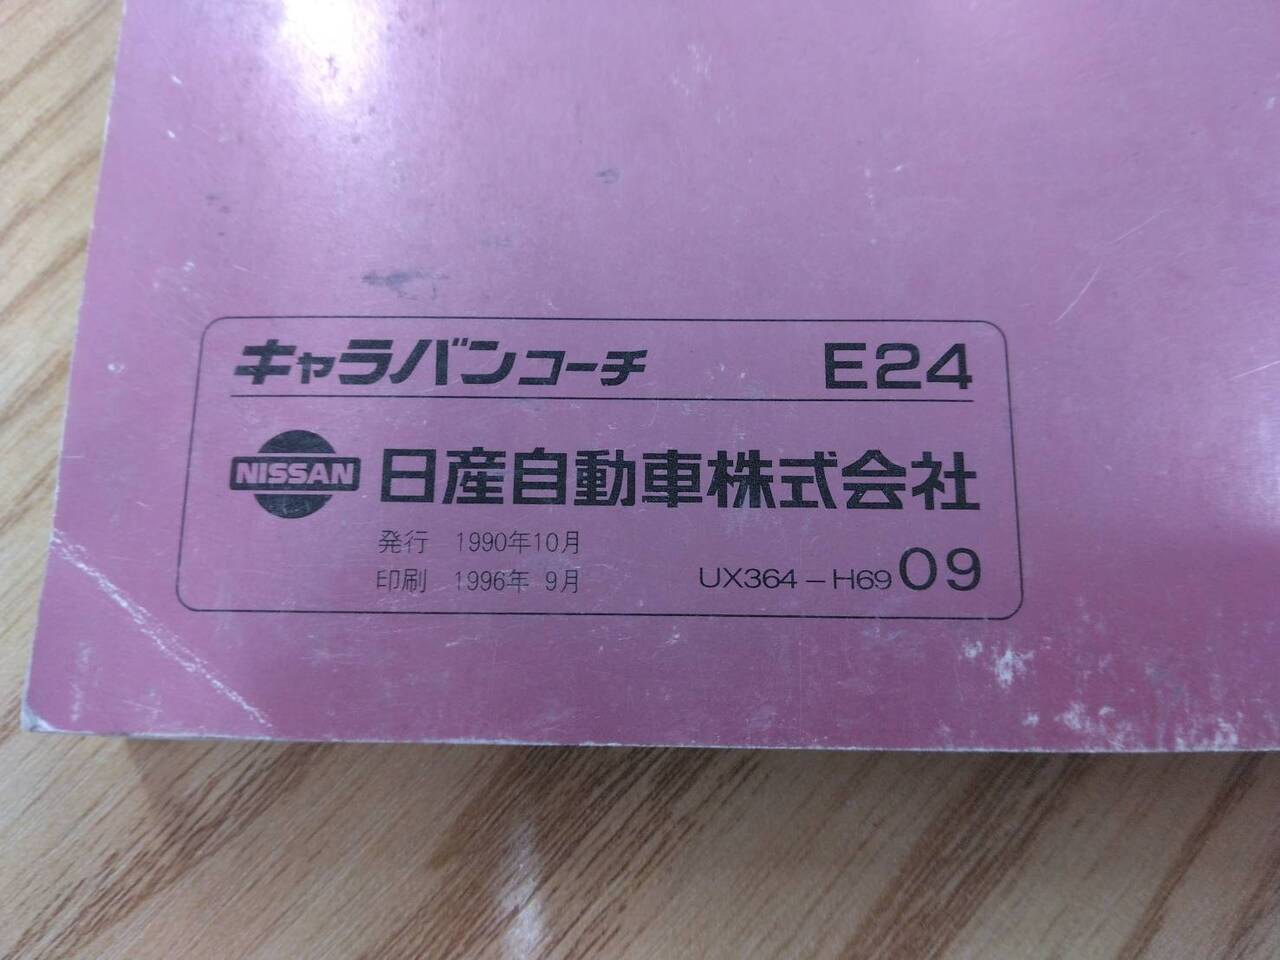 キャラバンコーチ E24
NISSAN 日産自動車株式会社
発行 1990年10月
印刷 1996年 9月 UX364-H6909